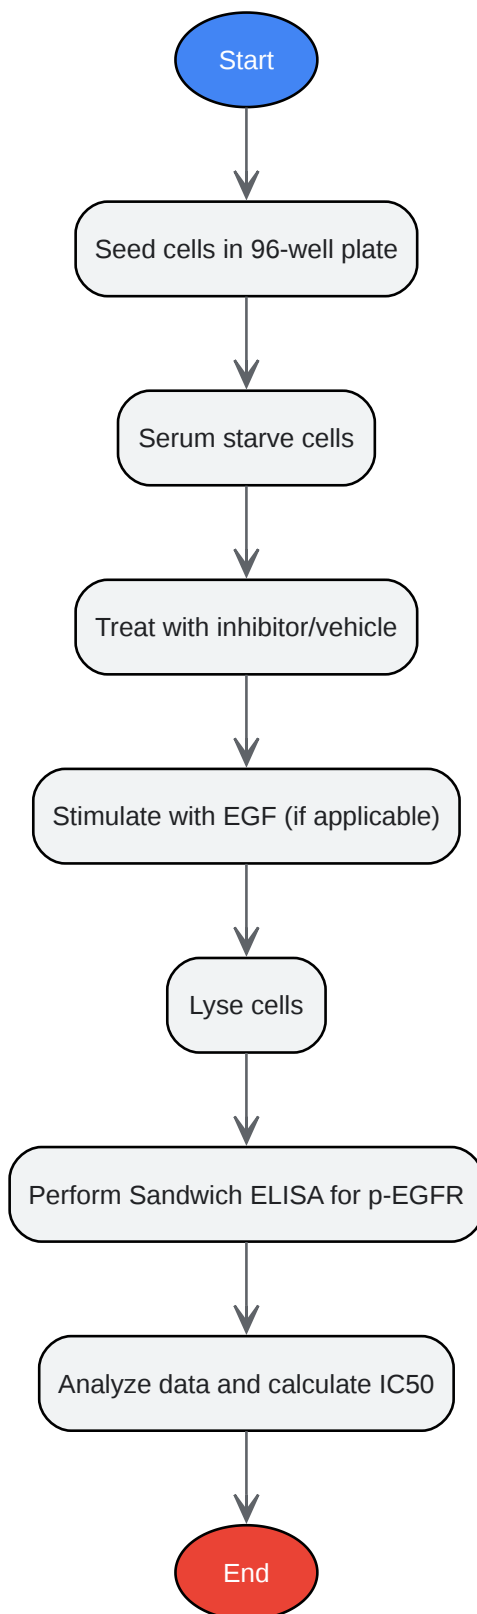 Start
Seed cells in 96-well plate
Serum starve cells
Treat with inhibitor/vehicle
Stimulate with EGF (if applicable)
Lyse cells
Perform Sandwich ELISA for p-EGFR
Analyze data and calculate IC50
End